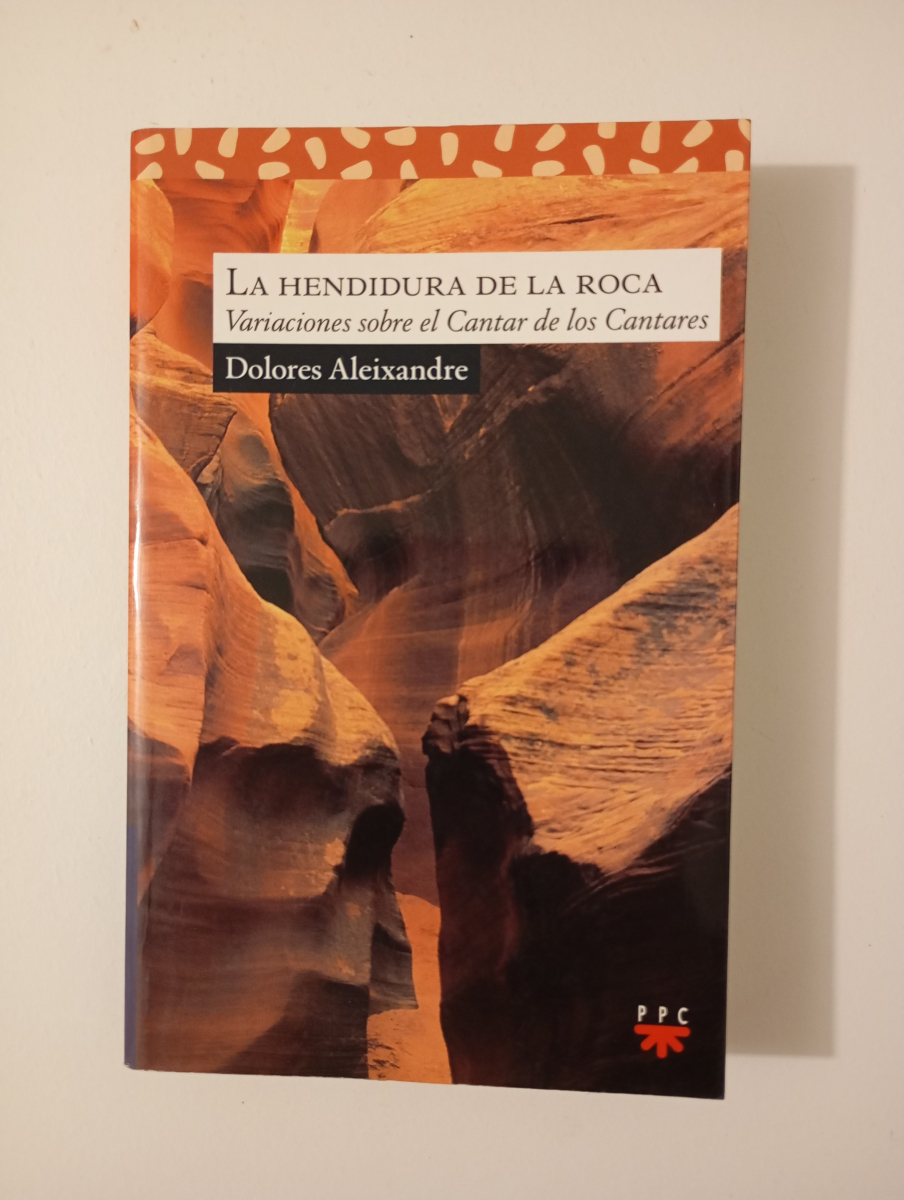 LA HENDIDURA DE LA ROCA
Variaciones sobre el Cantar de los Cantares
Dolores Aleixandre
PPC